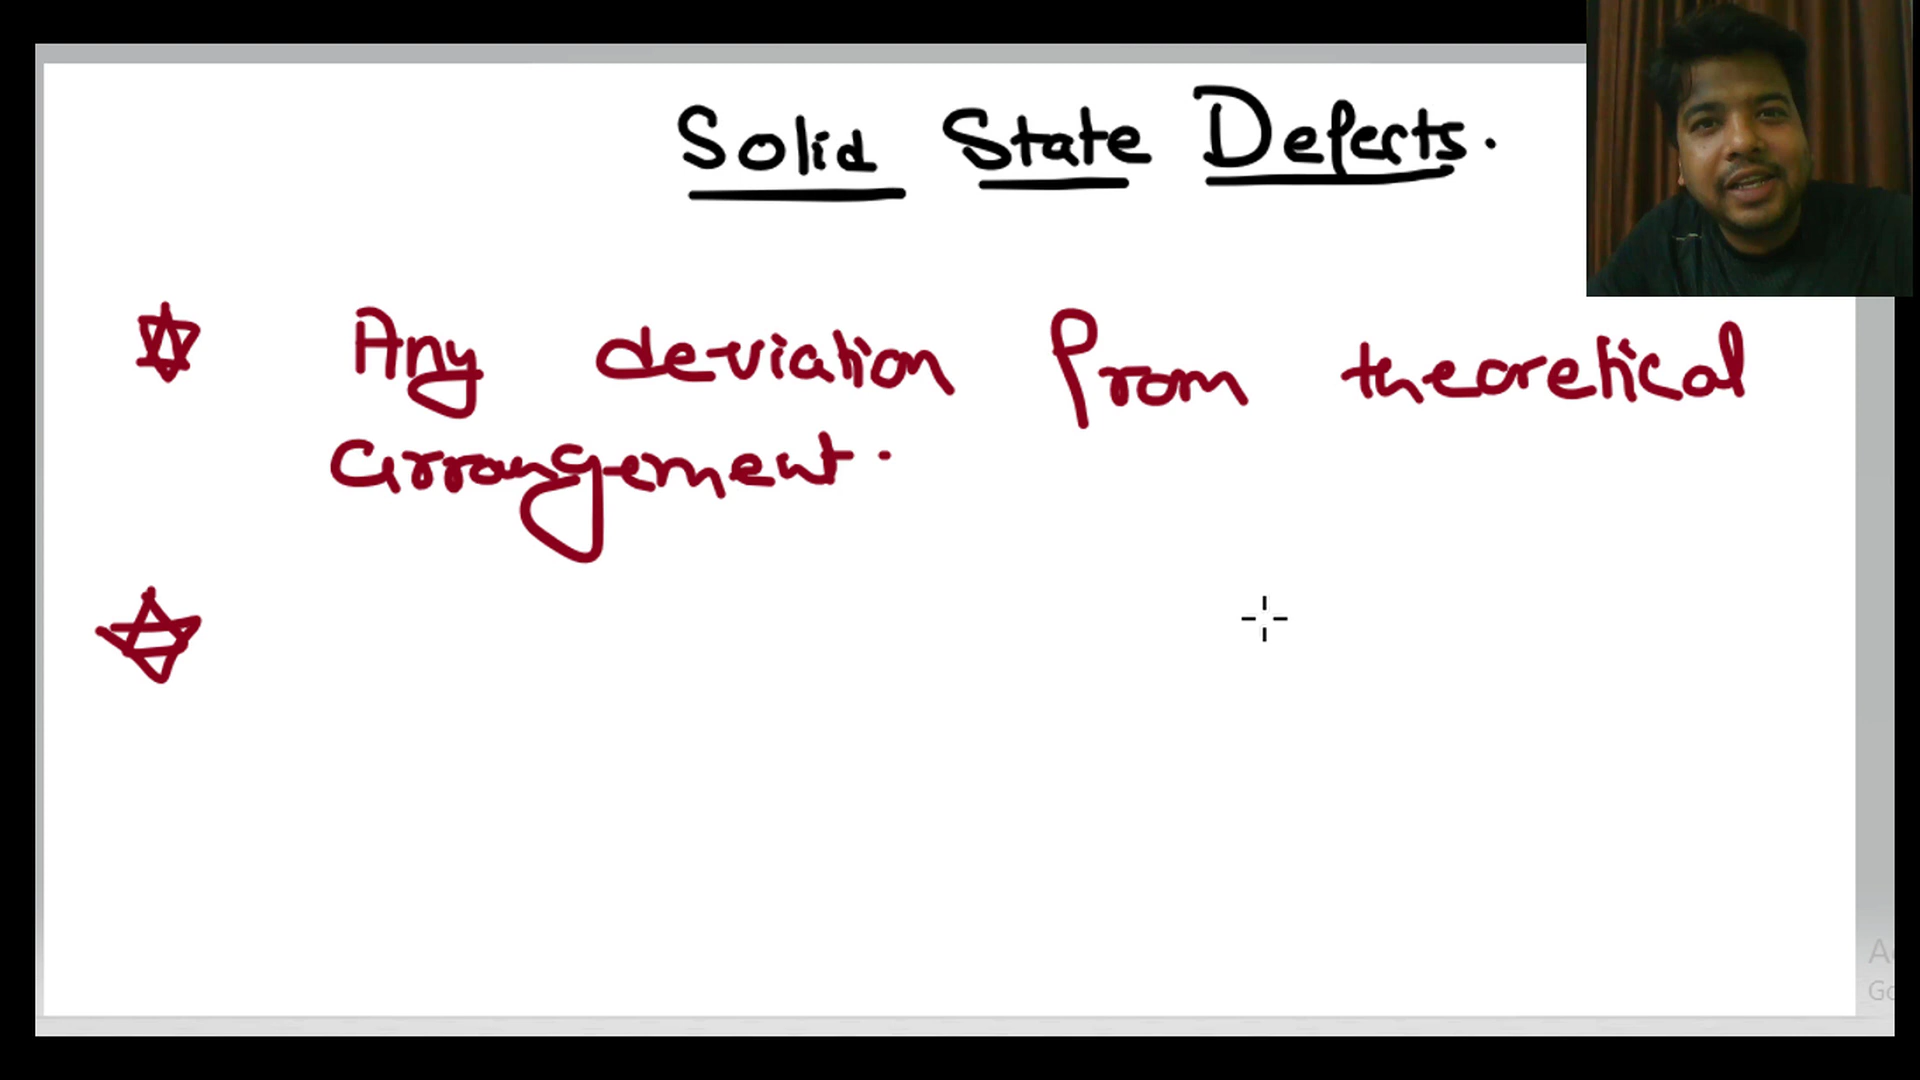 Solid State Defects.
Any deviation from theoretical
arrangement.